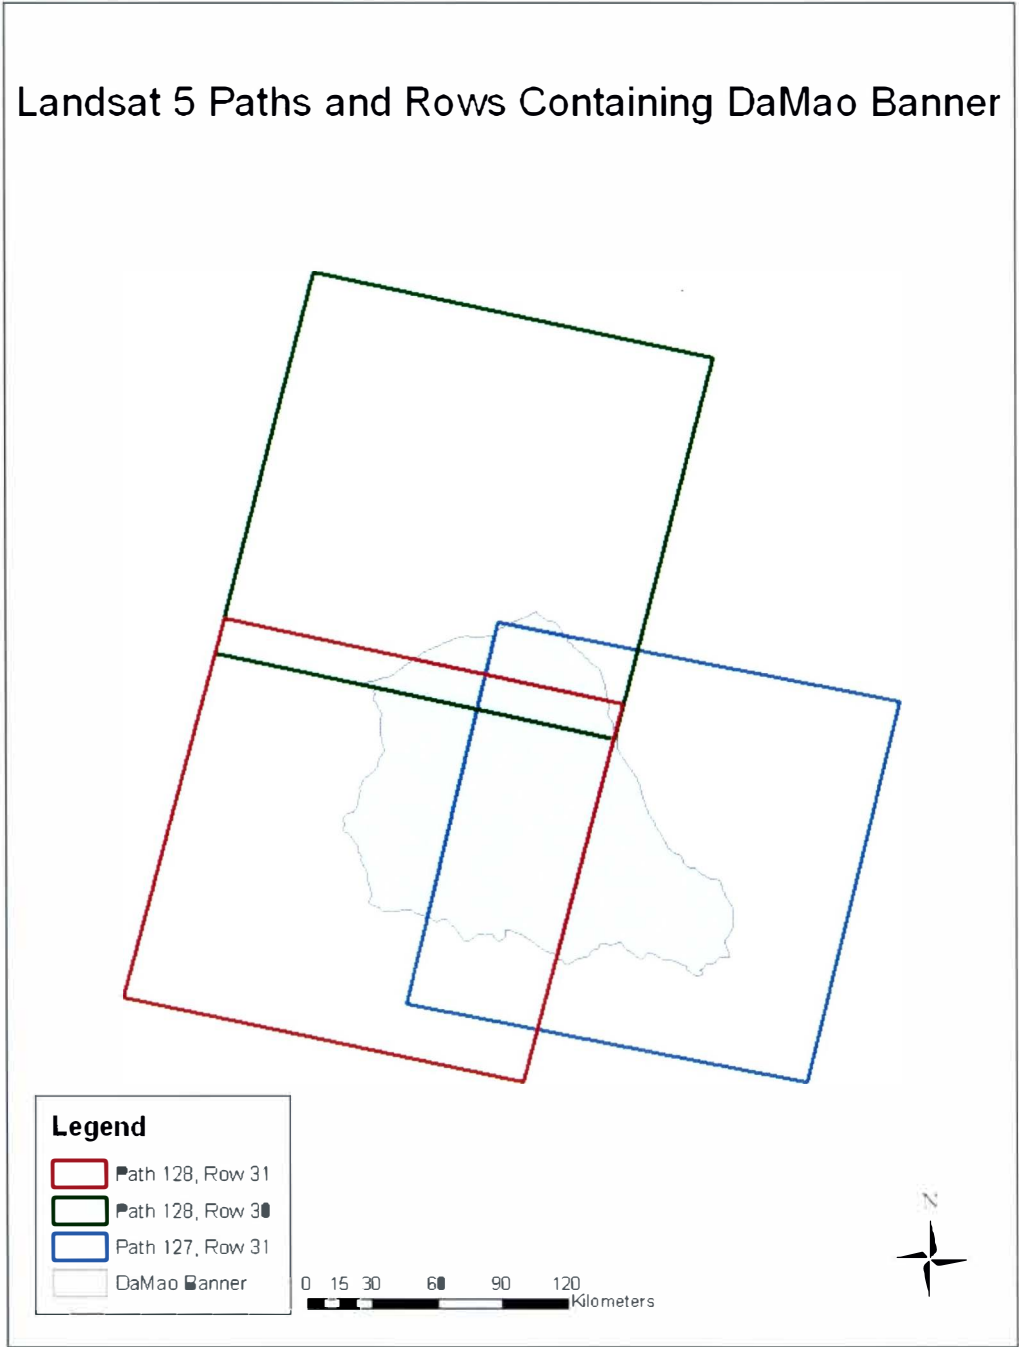 Landsat 5 Paths and Rows Containing DaMao Banner
Legend
Path 128, Row 31
Path 128, Row 30
Path 127, Row 31
DaMao Banner
0 15 30 60 90 120
Kilometers
N